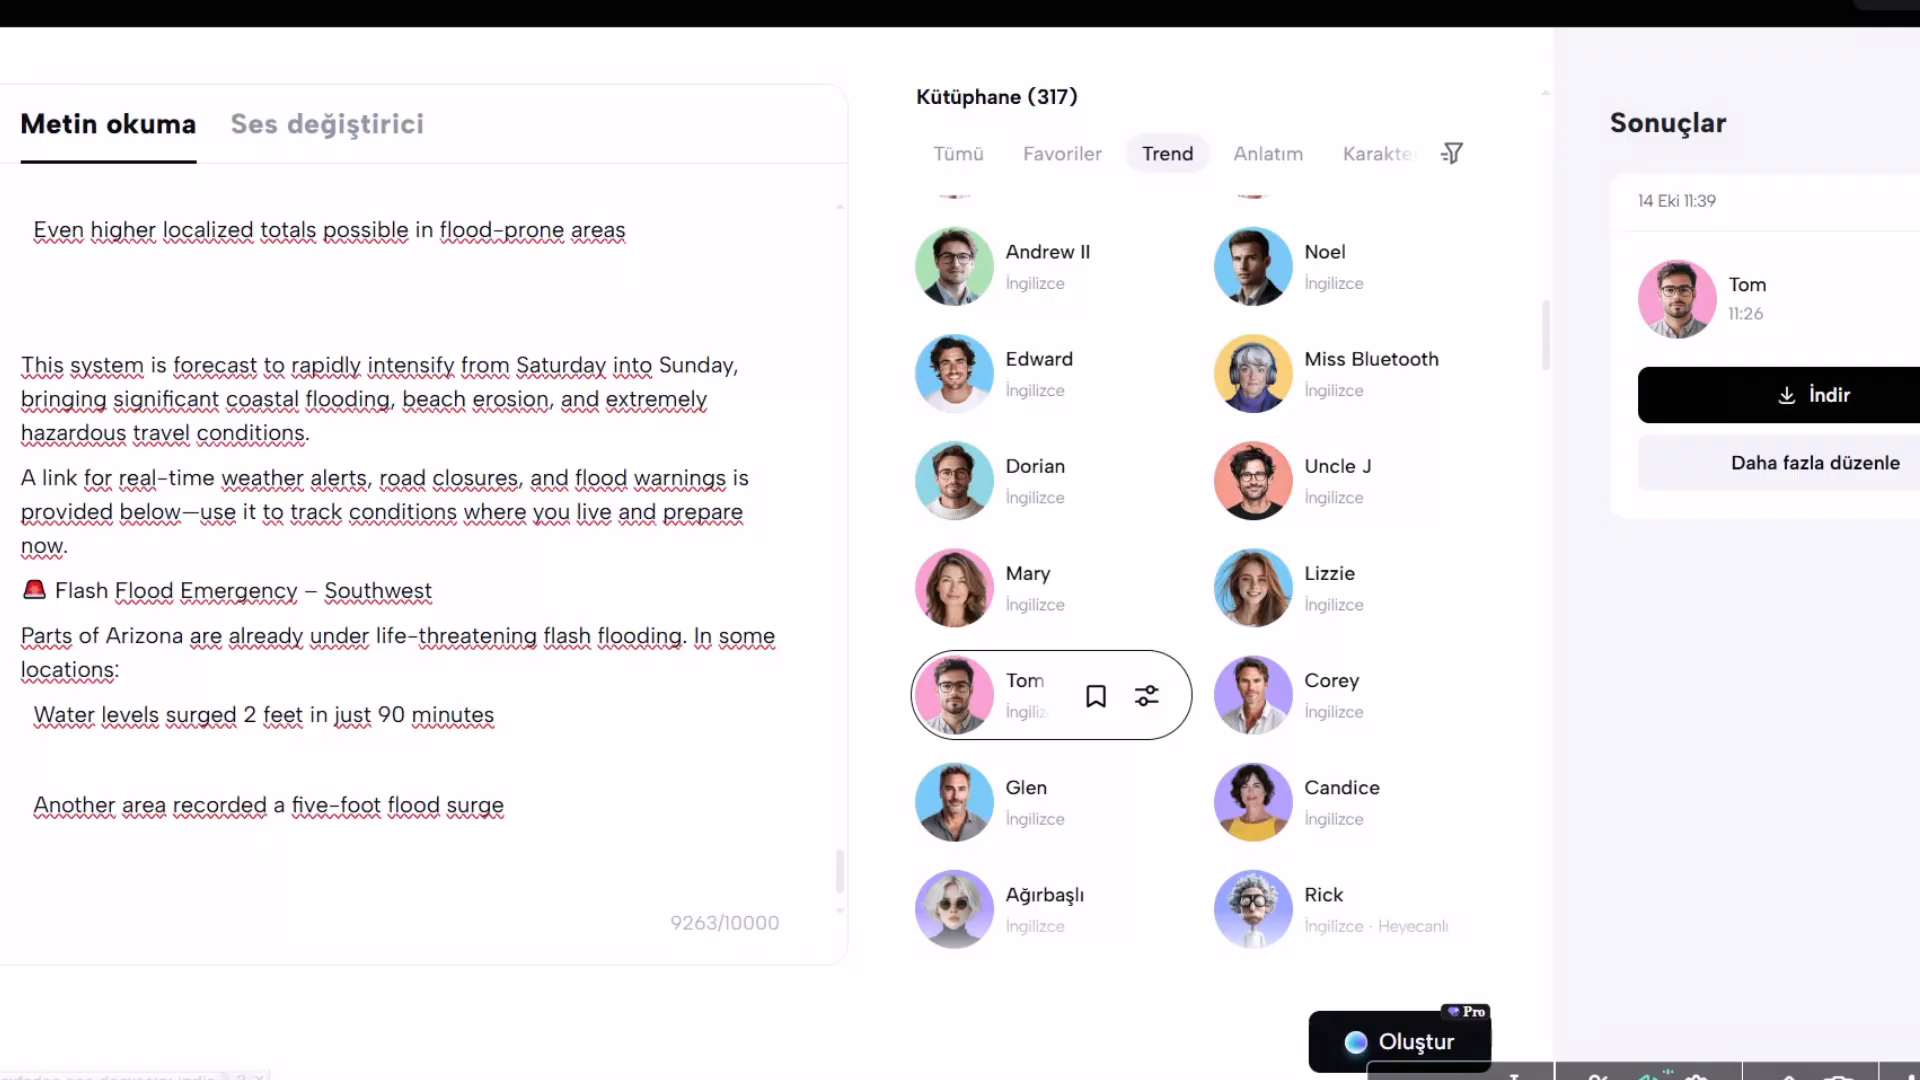 Metin okuma
Ses değiştirici
Even higher localized totals possible in flood-prone areas
This system is forecast to rapidly intensify from Saturday into Sunday,
bringing significant coastal flooding, beach erosion, and extremely
hazardous travel conditions.
A link for real-time weather alerts, road closures, and flood warnings is
provided below—use it to track conditions where you live and prepare
now.
🚨 Flash Flood Emergency – Southwest
Parts of Arizona are already under life-threatening flash flooding. In some
locations:
Water levels surged 2 feet in just 90 minutes
Another area recorded a five-foot flood surge
9263/10000
Kütüphane (317)
Tümü
Favoriler
Trend
Anlatım
Karakte
Andrew II
İngilizce
Noel
İngilizce
Edward
İngilizce
Miss Bluetooth
İngilizce
Dorian
İngilizce
Uncle J
İngilizce
Mary
İngilizce
Lizzie
İngilizce
Tom
İngiliz
Corey
İngilizce
Glen
İngilizce
Candice
İngilizce
Ağırbaşlı
İngilizce
Rick
İngilizce · Heyecanlı
Pro
Oluştur
Sonuçlar
14 Eki 11:39
Tom
11:26
İndir
Daha fazla düzenle